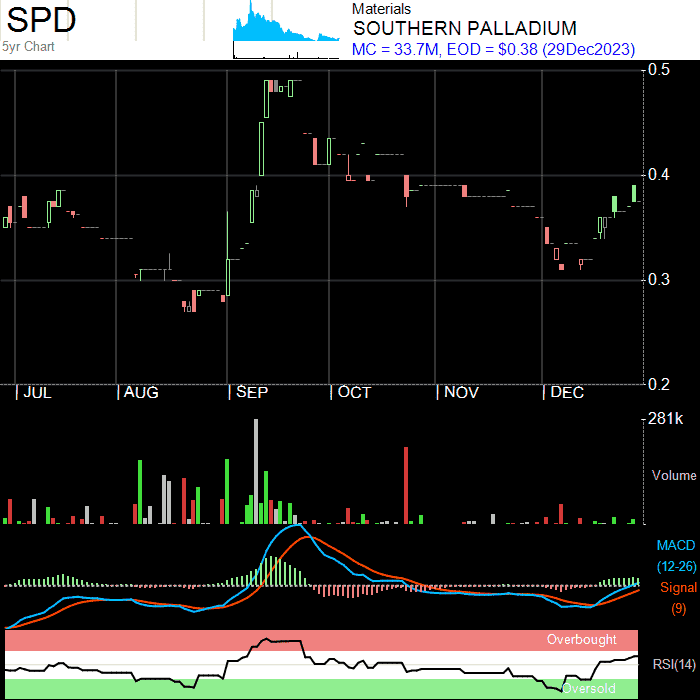 SPD
5yr Chart
Materials
SOUTHERN PALLADIUM
MC = 33.7M, EOD = $0.38 (29Dec2023)
0.5
0.4
0.3
0.2
JUL AUG SEP OCT NOV DEC
281k
Volume
MACD
(12-26)
Signal
(9)
Overbought
RSI(14)
Oversold